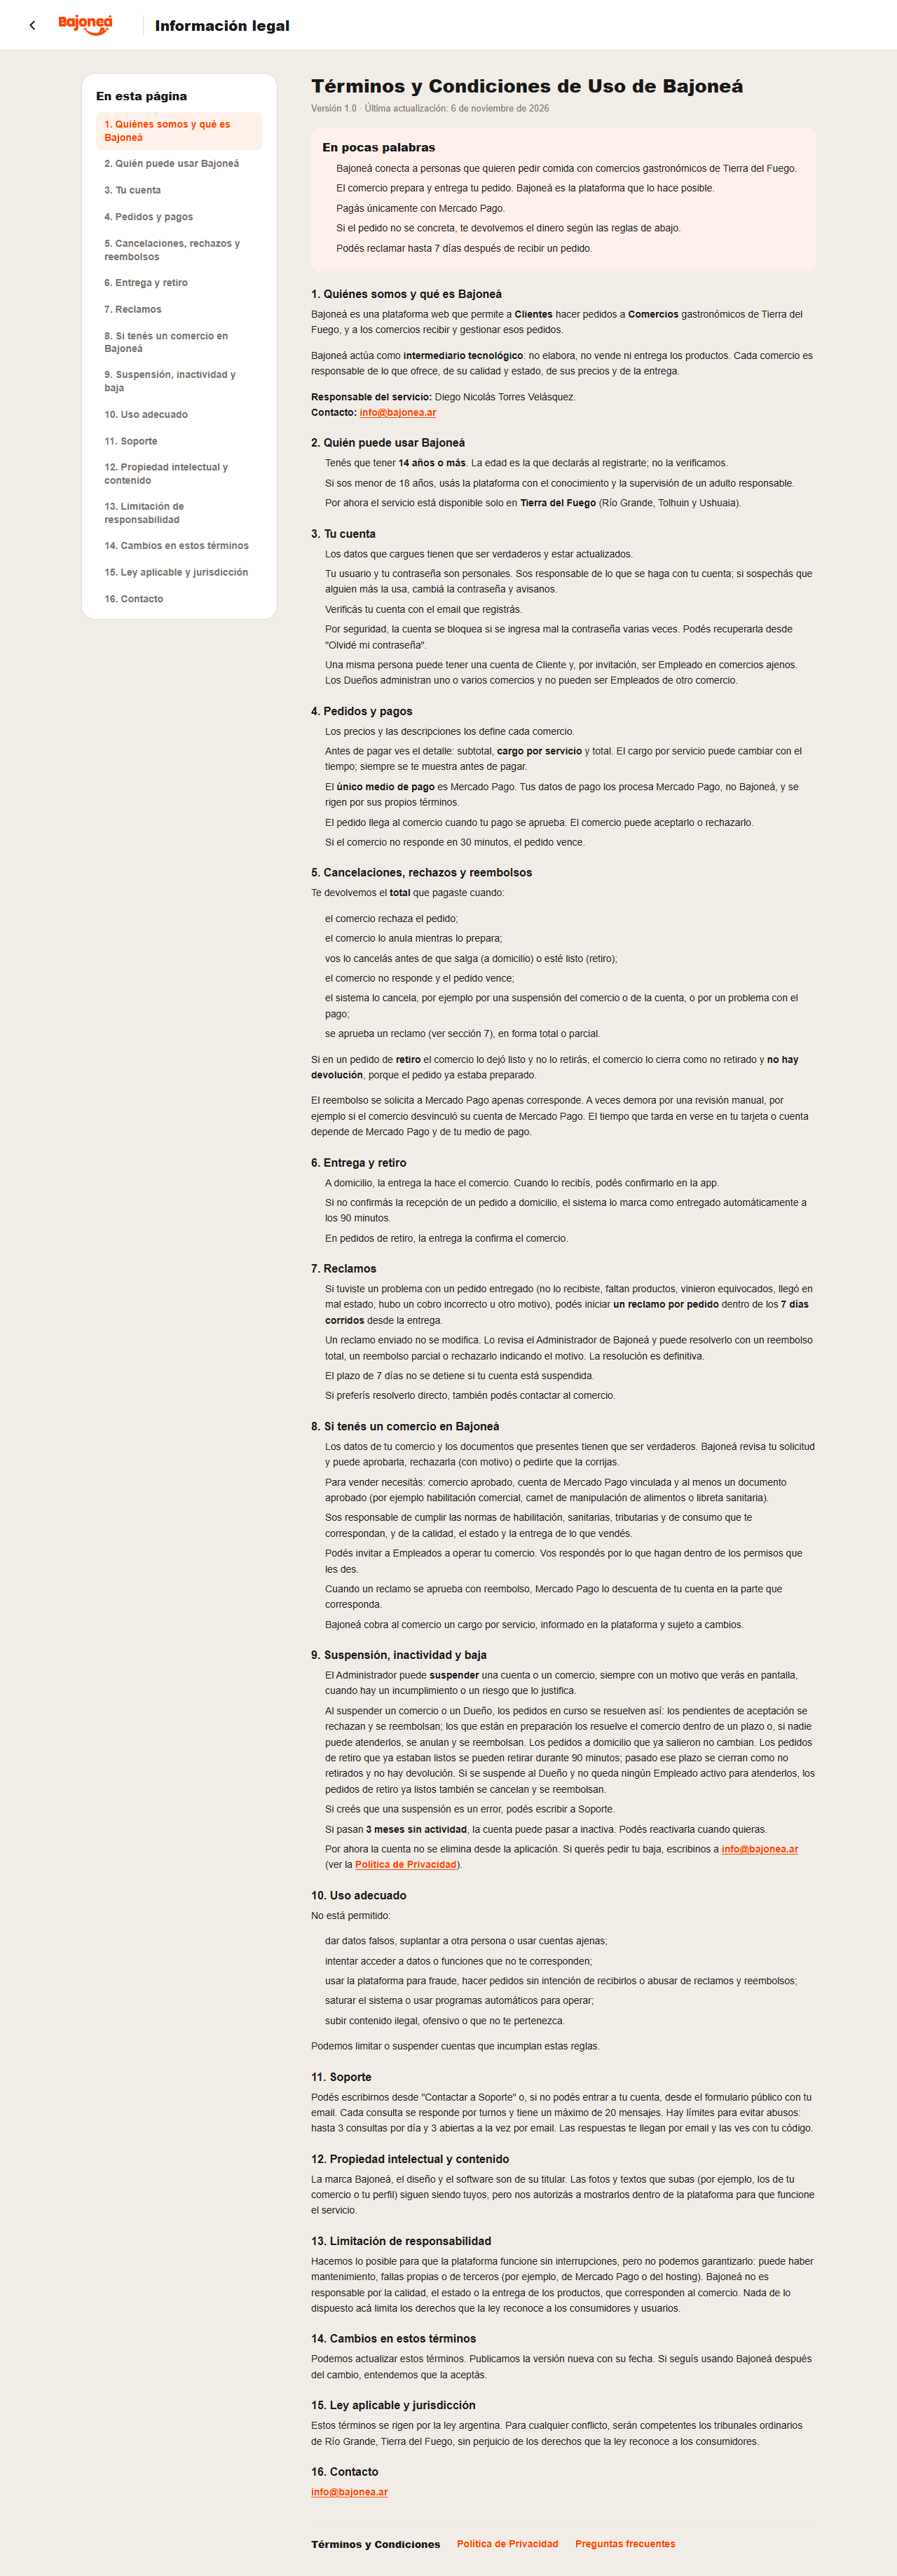 Bajoneá
Información legal
En esta página
1. Quiénes somos y qué es
Bajoneá
2. Quién puede usar Bajoneá
3. Tu cuenta
4. Pedidos y pagos
5. Cancelaciones, rechazos y
reembolsos
6. Entrega y retiro
7. Reclamos
8. Si tenés un comercio en
Bajoneá
9. Suspensión, inactividad y
baja
10. Uso adecuado
11. Soporte
12. Propiedad intelectual y
contenido
13. Limitación de
responsabilidad
14. Cambios en estos términos
15. Ley aplicable y jurisdicción
16. Contacto
Términos y Condiciones de Uso de Bajoneá
Versión 1.0 · Última actualización: 6 de noviembre de 2026
En pocas palabras
Bajoneá conecta a personas que quieren pedir comida con comercios gastronómicos de Tierra del Fuego.
El comercio prepara y entrega tu pedido. Bajoneá es la plataforma que lo hace posible.
Pagás únicamente con Mercado Pago.
Si el pedido no se concreta, te devolvemos el dinero según las reglas de abajo.
Podés reclamar hasta 7 días después de recibir un pedido.
1. Quiénes somos y qué es Bajoneá
Bajoneá es una plataforma web que permite a Clientes hacer pedidos a Comercios gastronómicos de Tierra del
Fuego, y a los comercios recibir y gestionar esos pedidos.
Bajoneá actúa como intermediario tecnológico: no elabora, no vende ni entrega los productos. Cada comercio es
responsable de lo que ofrece, de su calidad y estado, de sus precios y de la entrega.
Responsable del servicio: Diego Nicolás Torres Velásquez.
Contacto: info@bajonea.ar
2. Quién puede usar Bajoneá
Tenés que tener 14 años o más. La edad es la que declarás al registrarte; no la verificamos.
Si sos menor de 18 años, usás la plataforma con el conocimiento y la supervisión de un adulto responsable.
Por ahora el servicio está disponible solo en Tierra del Fuego (Río Grande, Tolhuin y Ushuaia).
3. Tu cuenta
Los datos que cargues tienen que ser verdaderos y estar actualizados.
Tu usuario y tu contraseña son personales. Sos responsable de lo que se haga con tu cuenta; si sospechás que
alguien más la usa, cambiá la contraseña y avisanos.
Verificás tu cuenta con el email que registrás.
Por seguridad, la cuenta se bloquea si se ingresa mal la contraseña varias veces. Podés recuperarla desde
"Olvidé mi contraseña".
Una misma persona puede tener una cuenta de Cliente y, por invitación, ser Empleado en comercios ajenos.
Los Dueños administran uno o varios comercios y no pueden ser Empleados de otro comercio.
4. Pedidos y pagos
Los precios y las descripciones los define cada comercio.
Antes de pagar ves el detalle: subtotal, cargo por servicio y total. El cargo por servicio puede cambiar con el
tiempo; siempre se te muestra antes de pagar.
El único medio de pago es Mercado Pago. Tus datos de pago los procesa Mercado Pago, no Bajoneá, y se
rigen por sus propios términos.
El pedido llega al comercio cuando tu pago se aprueba. El comercio puede aceptarlo o rechazarlo.
Si el comercio no responde en 30 minutos, el pedido vence.
5. Cancelaciones, rechazos y reembolsos
Te devolvemos el total que pagaste cuando:
el comercio rechaza el pedido;
el comercio lo anula mientras lo prepara;
vos lo cancelás antes de que salga (a domicilio) o esté listo (retiro);
el comercio no responde y el pedido vence;
el sistema lo cancela, por ejemplo por una suspensión del comercio o de la cuenta, o por un problema con el
pago;
se aprueba un reclamo (ver sección 7), en forma total o parcial.
Si en un pedido de retiro el comercio lo dejó listo y no lo retirás, el comercio lo cierra como no retirado y no hay
devolución, porque el pedido ya estaba preparado.
El reembolso se solicita a Mercado Pago apenas corresponde. A veces demora por una revisión manual, por
ejemplo si el comercio desvinculó su cuenta de Mercado Pago. El tiempo que tarda en verse en tu tarjeta o cuenta
depende de Mercado Pago y de tu medio de pago.
6. Entrega y retiro
A domicilio, la entrega la hace el comercio. Cuando lo recibís, podés confirmarlo en la app.
Si no confirmás la recepción de un pedido a domicilio, el sistema lo marca como entregado automáticamente a
los 90 minutos.
En pedidos de retiro, la entrega la confirma el comercio.
7. Reclamos
Si tuviste un problema con un pedido entregado (no lo recibiste, faltan productos, vinieron equivocados, llegó en
mal estado, hubo un cobro incorrecto u otro motivo), podés iniciar un reclamo por pedido dentro de los 7 días
corridos desde la entrega.
Un reclamo enviado no se modifica. Lo revisa el Administrador de Bajoneá y puede resolverlo con un reembolso
total, un reembolso parcial o rechazarlo indicando el motivo. La resolución es definitiva.
El plazo de 7 días no se detiene si tu cuenta está suspendida.
Si preferís resolverlo directo, también podés contactar al comercio.
8. Si tenés un comercio en Bajoneá
Los datos de tu comercio y los documentos que presentes tienen que ser verdaderos. Bajoneá revisa tu solicitud
y puede aprobarla, rechazarla (con motivo) o pedirte que la corrijas.
Para vender necesitás: comercio aprobado, cuenta de Mercado Pago vinculada y al menos un documento
aprobado (por ejemplo habilitación comercial, carnet de manipulación de alimentos o libreta sanitaria).
Sos responsable de cumplir las normas de habilitación, sanitarias, tributarias y de consumo que te
correspondan, y de la calidad, el estado y la entrega de lo que vendés.
Podés invitar a Empleados a operar tu comercio. Vos respondés por lo que hagan dentro de los permisos que
les des.
Cuando un reclamo se aprueba con reembolso, Mercado Pago lo descuenta de tu cuenta en la parte que
corresponda.
Bajoneá cobra al comercio un cargo por servicio, informado en la plataforma y sujeto a cambios.
9. Suspensión, inactividad y baja
El Administrador puede suspender una cuenta o un comercio, siempre con un motivo que verás en pantalla,
cuando hay un incumplimiento o un riesgo que lo justifica.
Al suspender un comercio o un Dueño, los pedidos en curso se resuelven así: los pendientes de aceptación se
rechazan y se reembolsan; los que están en preparación los resuelve el comercio dentro de un plazo o, si nadie
puede atenderlos, se anulan y se reembolsan. Los pedidos a domicilio que ya salieron no cambian. Los pedidos
de retiro que ya estaban listos se pueden retirar durante 90 minutos; pasado ese plazo se cierran como no
retirados y no hay devolución. Si se suspende al Dueño y no queda ningún Empleado activo para atenderlos, los
pedidos de retiro ya listos también se cancelan y se reembolsan.
Si creés que una suspensión es un error, podés escribir a Soporte.
Si pasan 3 meses sin actividad, la cuenta puede pasar a inactiva. Podés reactivarla cuando quieras.
Por ahora la cuenta no se elimina desde la aplicación. Si querés pedir tu baja, escribinos a info@bajonea.ar
(ver la Política de Privacidad).
10. Uso adecuado
No está permitido:
dar datos falsos, suplantar a otra persona o usar cuentas ajenas;
intentar acceder a datos o funciones que no te corresponden;
usar la plataforma para fraude, hacer pedidos sin intención de recibirlos o abusar de reclamos y reembolsos;
saturar el sistema o usar programas automáticos para operar;
subir contenido ilegal, ofensivo o que no te pertenezca.
Podemos limitar o suspender cuentas que incumplan estas reglas.
11. Soporte
Podés escribirnos desde "Contactar a Soporte" o, si no podés entrar a tu cuenta, desde el formulario público con tu
email. Cada consulta se responde por turnos y tiene un máximo de 20 mensajes. Hay límites para evitar abusos:
hasta 3 consultas por día y 3 abiertas a la vez por email. Las respuestas te llegan por email y las ves con tu código.
12. Propiedad intelectual y contenido
La marca Bajoneá, el diseño y el software son de su titular. Las fotos y textos que subas (por ejemplo, los de tu
comercio o tu perfil) siguen siendo tuyos, pero nos autorizás a mostrarlos dentro de la plataforma para que funcione
el servicio.
13. Limitación de responsabilidad
Hacemos lo posible para que la plataforma funcione sin interrupciones, pero no podemos garantizarlo: puede haber
mantenimiento, fallas propias o de terceros (por ejemplo, de Mercado Pago o del hosting). Bajoneá no es
responsable por la calidad, el estado o la entrega de los productos, que corresponden al comercio. Nada de lo
dispuesto acá limita los derechos que la ley reconoce a los consumidores y usuarios.
14. Cambios en estos términos
Podemos actualizar estos términos. Publicamos la versión nueva con su fecha. Si seguís usando Bajoneá después
del cambio, entendemos que la aceptás.
15. Ley aplicable y jurisdicción
Estos términos se rigen por la ley argentina. Para cualquier conflicto, serán competentes los tribunales ordinarios
de Río Grande, Tierra del Fuego, sin perjuicio de los derechos que la ley reconoce a los consumidores.
16. Contacto
info@bajonea.ar
Términos y Condiciones
Política de Privacidad
Preguntas frecuentes